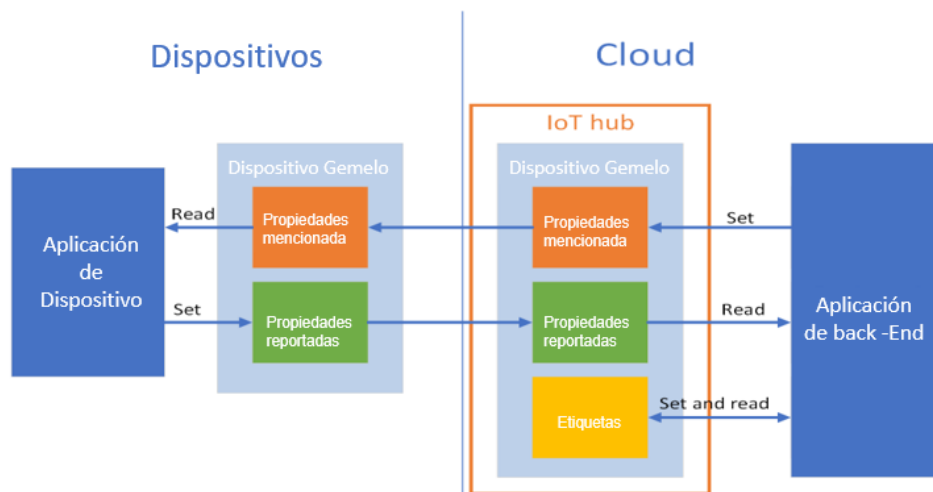 Dispositivos
Cloud
IoT hub
Dispositivo Gemelo
Dispositivo Gemelo
Aplicación
de
Dispositivo
Read
Propiedades
mencionada
Propiedades
mencionada
Set
Set
Propiedades
reportadas
Propiedades
reportadas
Read
Aplicación
de back -End
Etiquetas
Set and read